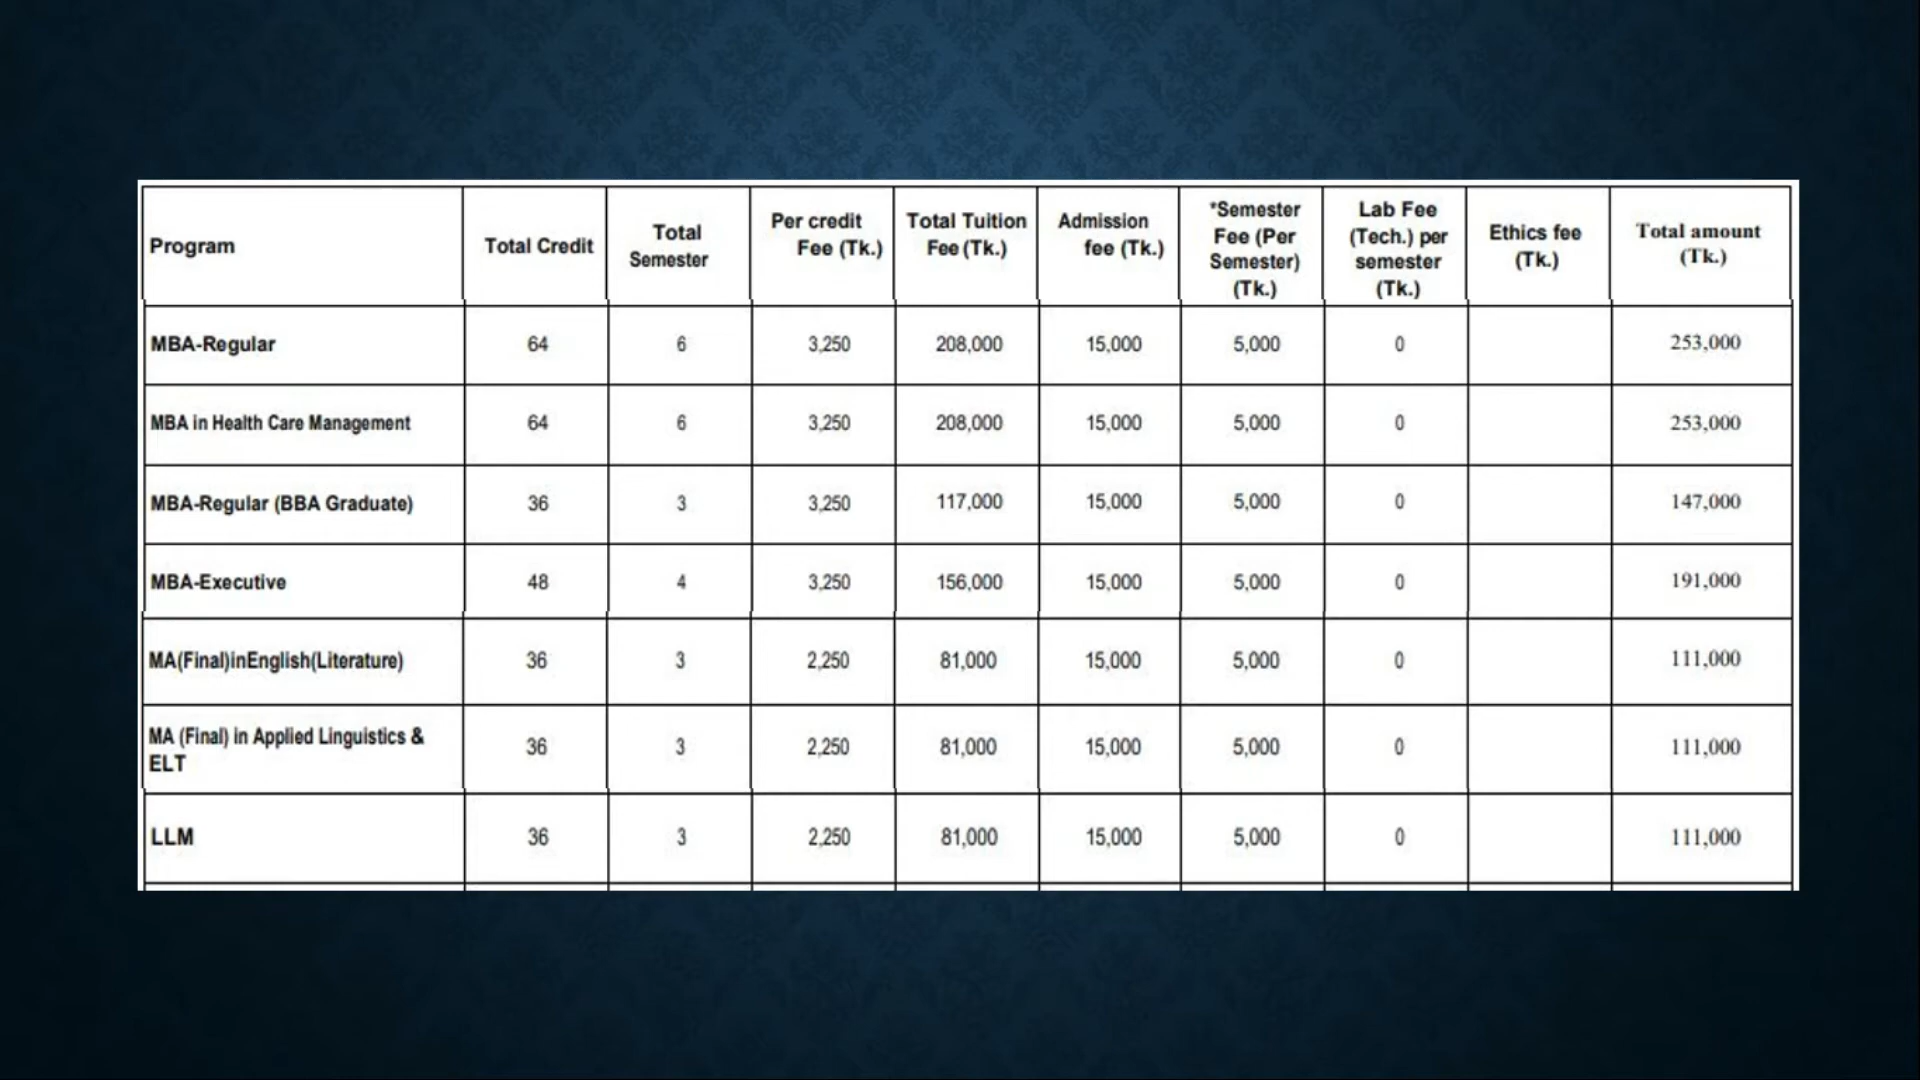 Program Total Credit Total Semester Per credit Fee (Tk.) Total Tuition Fee (Tk.) Admission fee (Tk.) *Semester Fee (Per Semester) (Tk.) Lab Fee (Tech.) per semester (Tk.) Ethics fee (Tk.) Total amount (Tk.)
MBA-Regular 64 6 3,250 208,000 15,000 5,000 0 253,000
MBA in Health Care Management 64 6 3,250 208,000 15,000 5,000 0 253,000
MBA-Regular (BBA Graduate) 36 3 3,250 117,000 15,000 5,000 0 147,000
MBA-Executive 48 4 3,250 156,000 15,000 5,000 0 191,000
MA(Final)inEnglish(Literature) 36 3 2,250 81,000 15,000 5,000 0 111,000
MA (Final) in Applied Linguistics & ELT 36 3 2,250 81,000 15,000 5,000 0 111,000
LLM 36 3 2,250 81,000 15,000 5,000 0 111,000